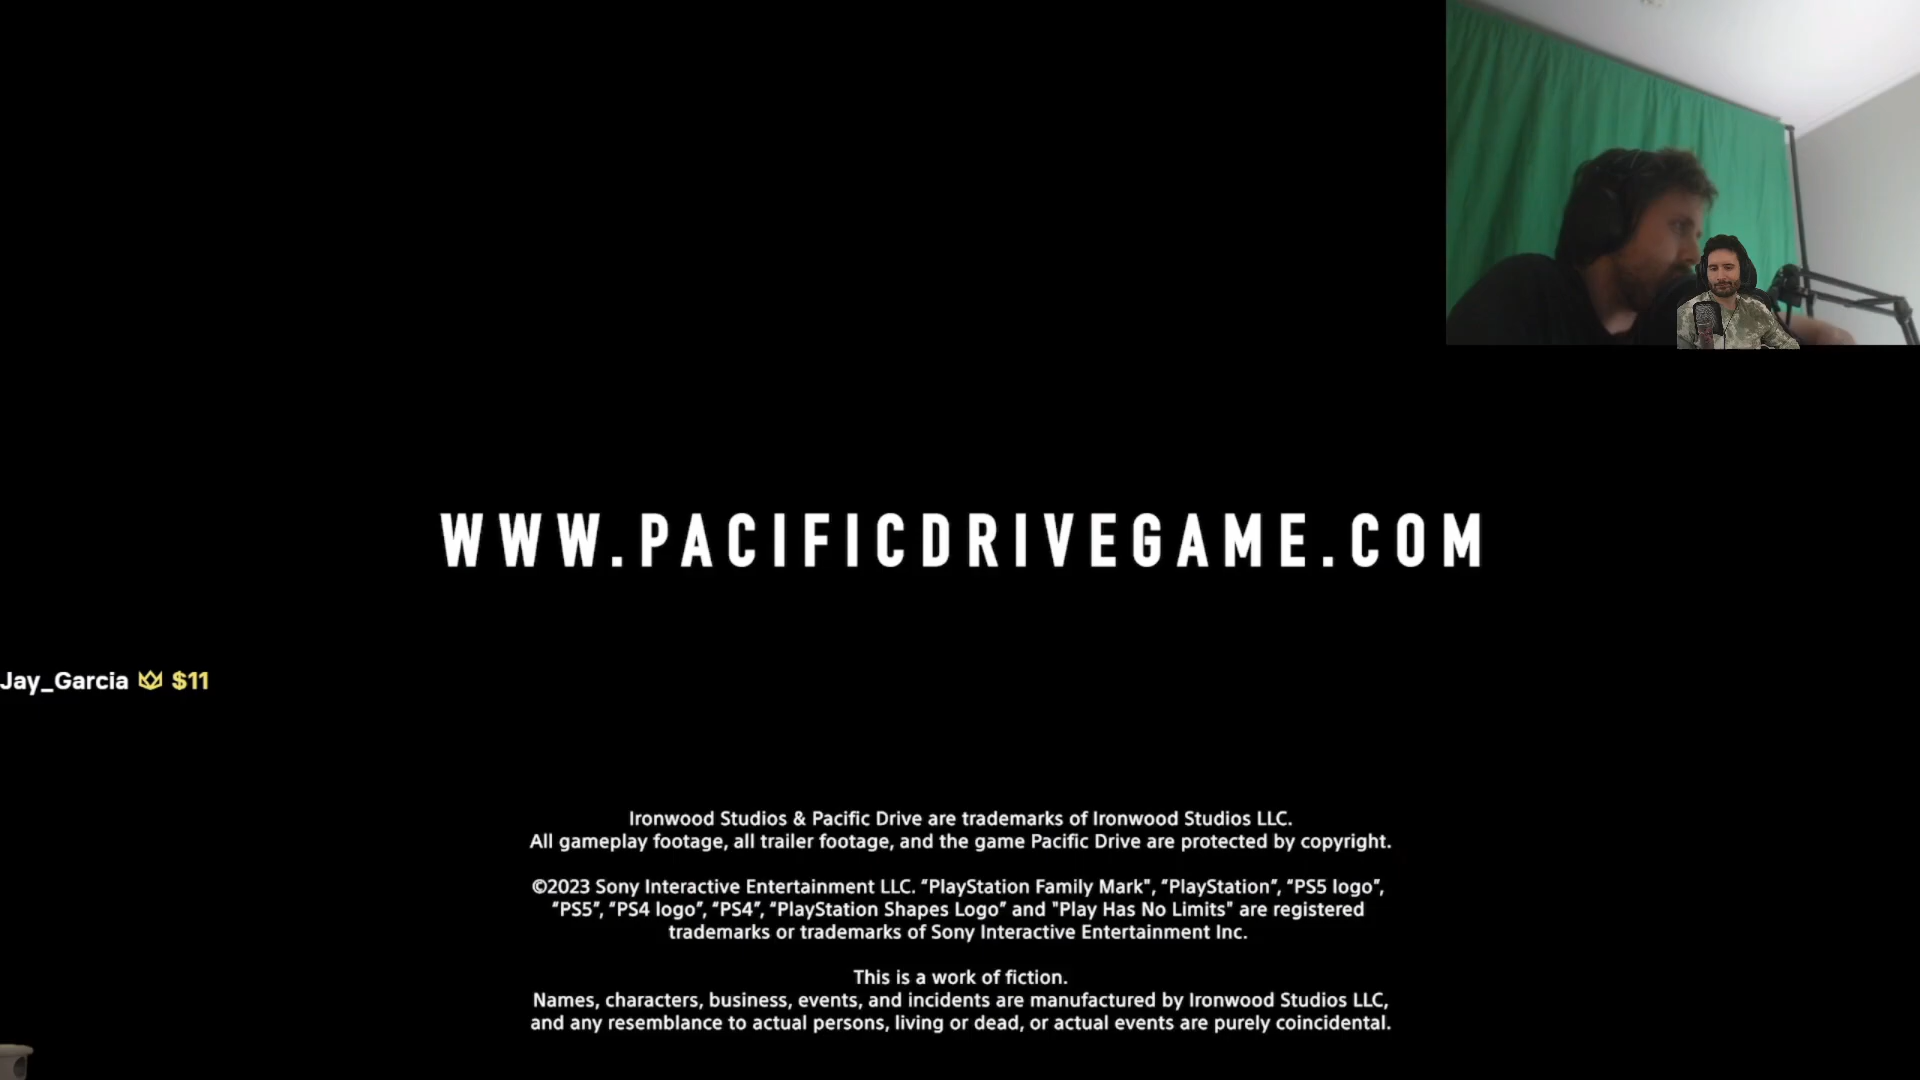 WWW.PACIFICDRIVEGAME.COM
Jay_Garcia $11
Ironwood Studios & Pacific Drive are trademarks of Ironwood Studios LLC.
All gameplay footage, all trailer footage, and the game Pacific Drive are protected by copyright.
©2023 Sony Interactive Entertainment LLC. “PlayStation Family Mark", “PlayStation”, “PS5 logo”,
“PS5”, “PS4 logo”, “PS4”, “PlayStation Shapes Logo” and "Play Has No Limits" are registered
trademarks or trademarks of Sony Interactive Entertainment Inc.
This is a work of fiction.
Names, characters, business, events, and incidents are manufactured by Ironwood Studios LLC,
and any resemblance to actual persons, living or dead, or actual events are purely coincidental.